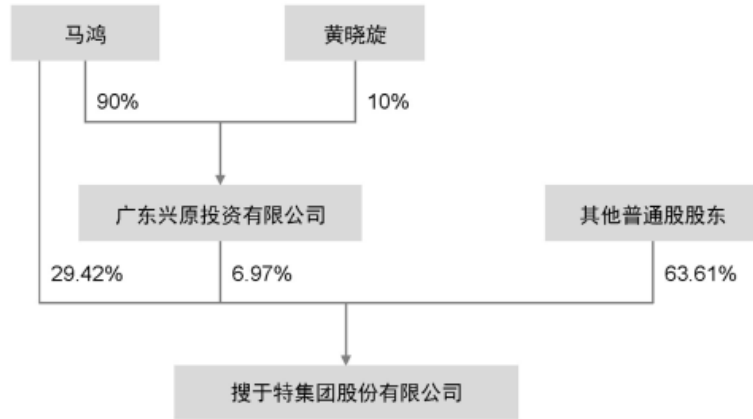 马鸿
黄晓旋
90%
10%
广东兴原投资有限公司
其他普通股股东
29.42%
6.97%
63.61%
搜于特集团股份有限公司